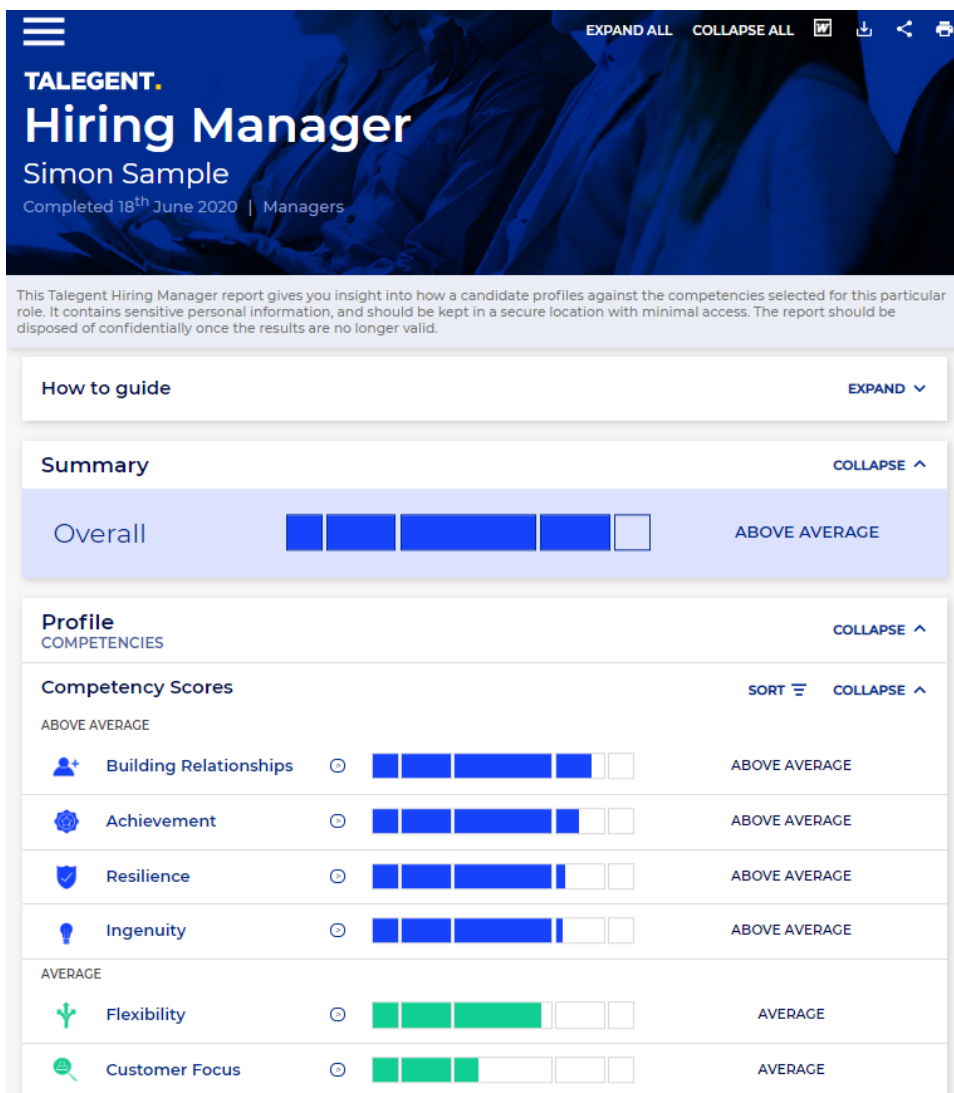 EXPAND ALL COLLAPSE ALL W
TALEGENT.
Hiring Manager
Simon Sample
Completed 18th June 2020 | Managers
This Talegent Hiring Manager report gives you insight into how a candidate profiles against the competencies selected for this particular
role. It contains sensitive personal information, and should be kept in a secure location with minimal access. The report should be
disposed of confidentially once the results are no longer valid.
How to guide EXPAND
Summary COLLAPSE
Overall ABOVE AVERAGE
Profile
COMPETENCIES COLLAPSE
Competency Scores SORT COLLAPSE
ABOVE AVERAGE
Building Relationships ABOVE AVERAGE
Achievement ABOVE AVERAGE
Resilience ABOVE AVERAGE
Ingenuity ABOVE AVERAGE
AVERAGE
Flexibility AVERAGE
Customer Focus AVERAGE